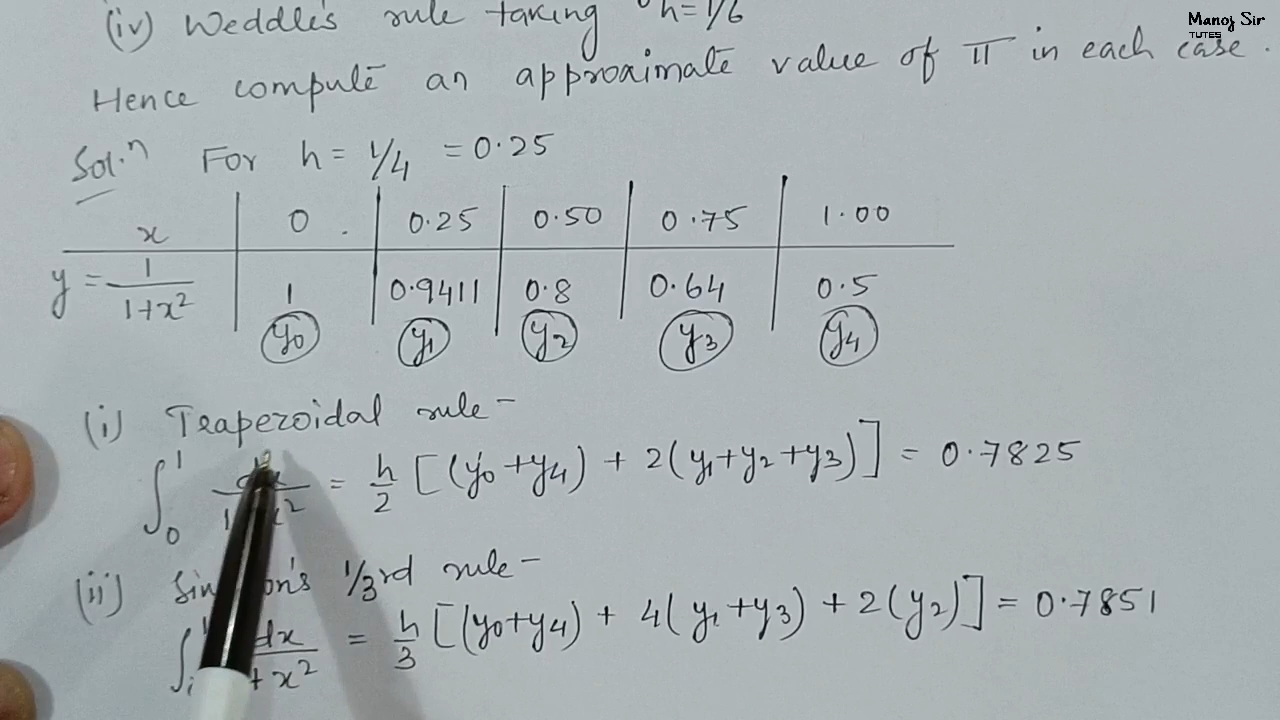 (iv) Weddle's rule taking h=1/6
Manoj Sir
TUTES
Hence compute an approximate value of π in each case.
Sol.n For h = 1/4 = 0.25
x | 0 | 0.25 | 0.50 | 0.75 | 1.00
y = 1/(1+x²) | 1 | 0.9411 | 0.8 | 0.64 | 0.5
y0 y1 y2 y3 y4
(i) Teaperoidal rule -
∫ 1 0 = h/2 [(y0+y4) + 2(y1+y2+y3)] = 0.7825
(ii) 1/3rd rule -
∫ dx +x² = h/3 [(y0+y4) + 4(y1+y3) + 2(y2)] = 0.7851